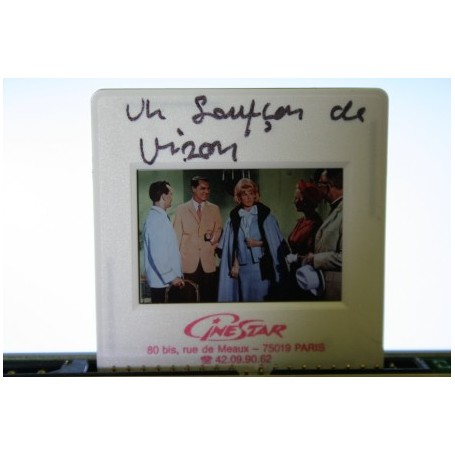 Un Soupçon de
Vison
CINESTAR
80 bis, rue de Meaux - 75019 PARIS
☎ 42.09.90.62